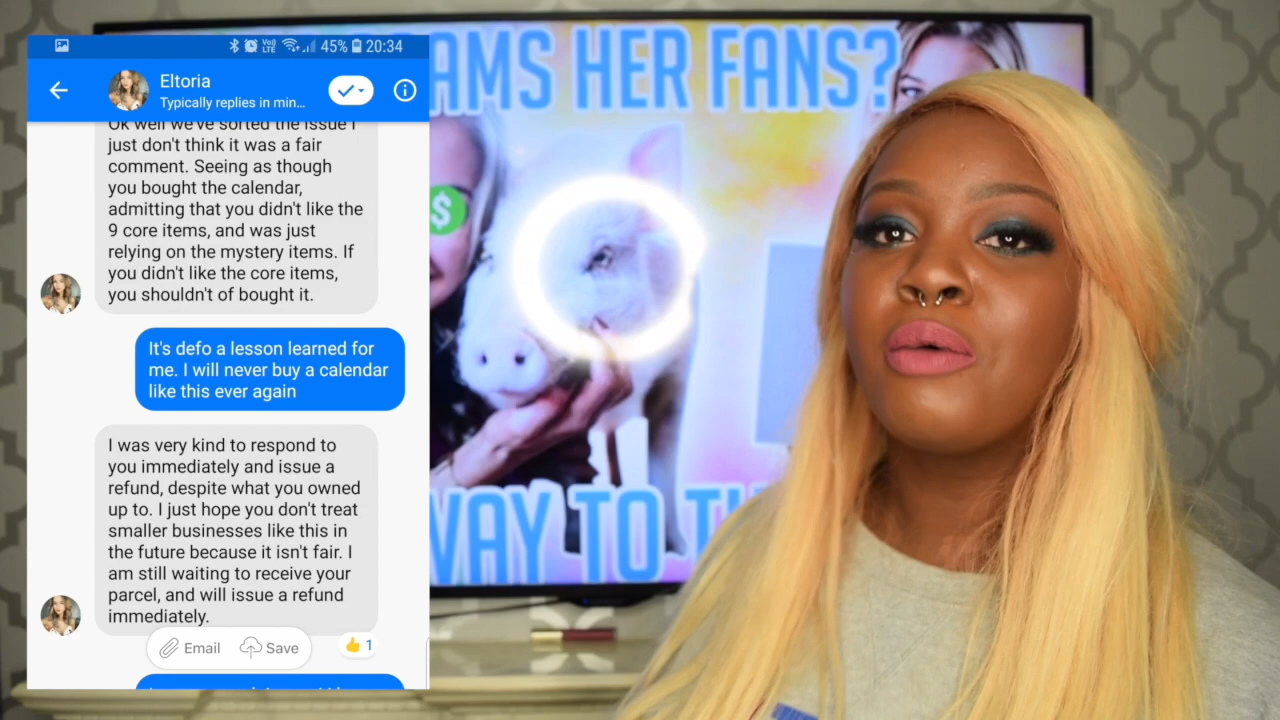 45% 20:34
Eltoria
Typically replies in min...
Ok well we've sorted the issue I
just don't think it was a fair
comment. Seeing as though
you bought the calendar,
admitting that you didn't like the
9 core items, and was just
relying on the mystery items. If
you didn't like the core items,
you shouldn't of bought it.
It's defo a lesson learned for
me. I will never buy a calendar
like this ever again
I was very kind to respond to
you immediately and issue a
refund, despite what you owned
up to. I just hope you don't treat
smaller businesses like this in
the future because it isn't fair. I
am still waiting to receive your
parcel, and will issue a refund
immediately.
Email Save
1
AMS HER FANS?
$
WAY TO